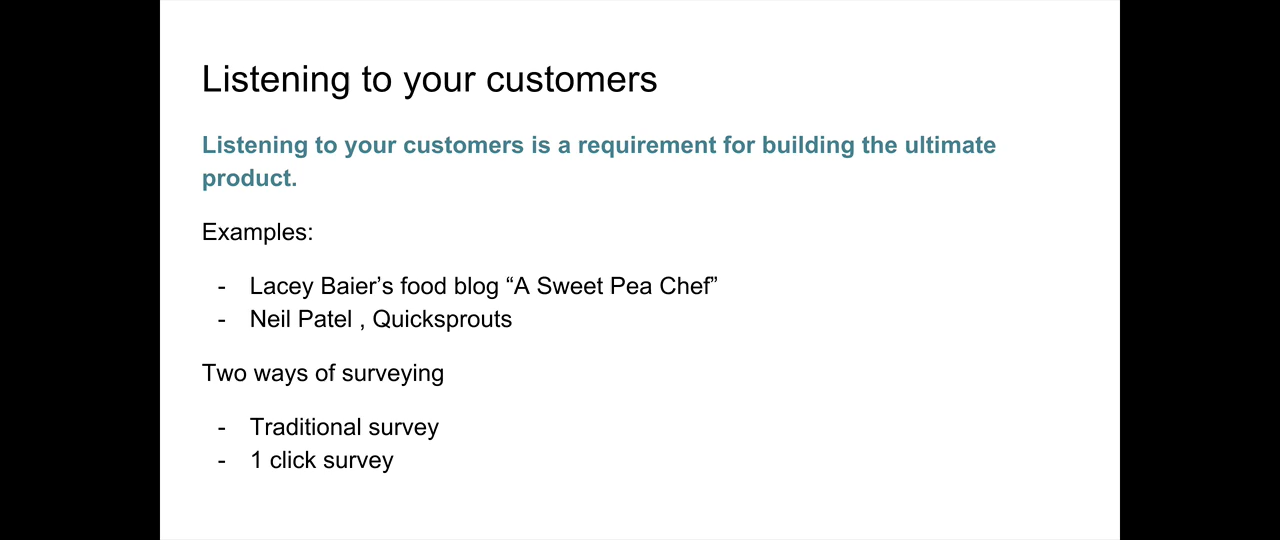 Listening to your customers
Listening to your customers is a requirement for building the ultimate
product.
Examples:
- Lacey Baier’s food blog “A Sweet Pea Chef”
- Neil Patel , Quicksprouts
Two ways of surveying
- Traditional survey
- 1 click survey